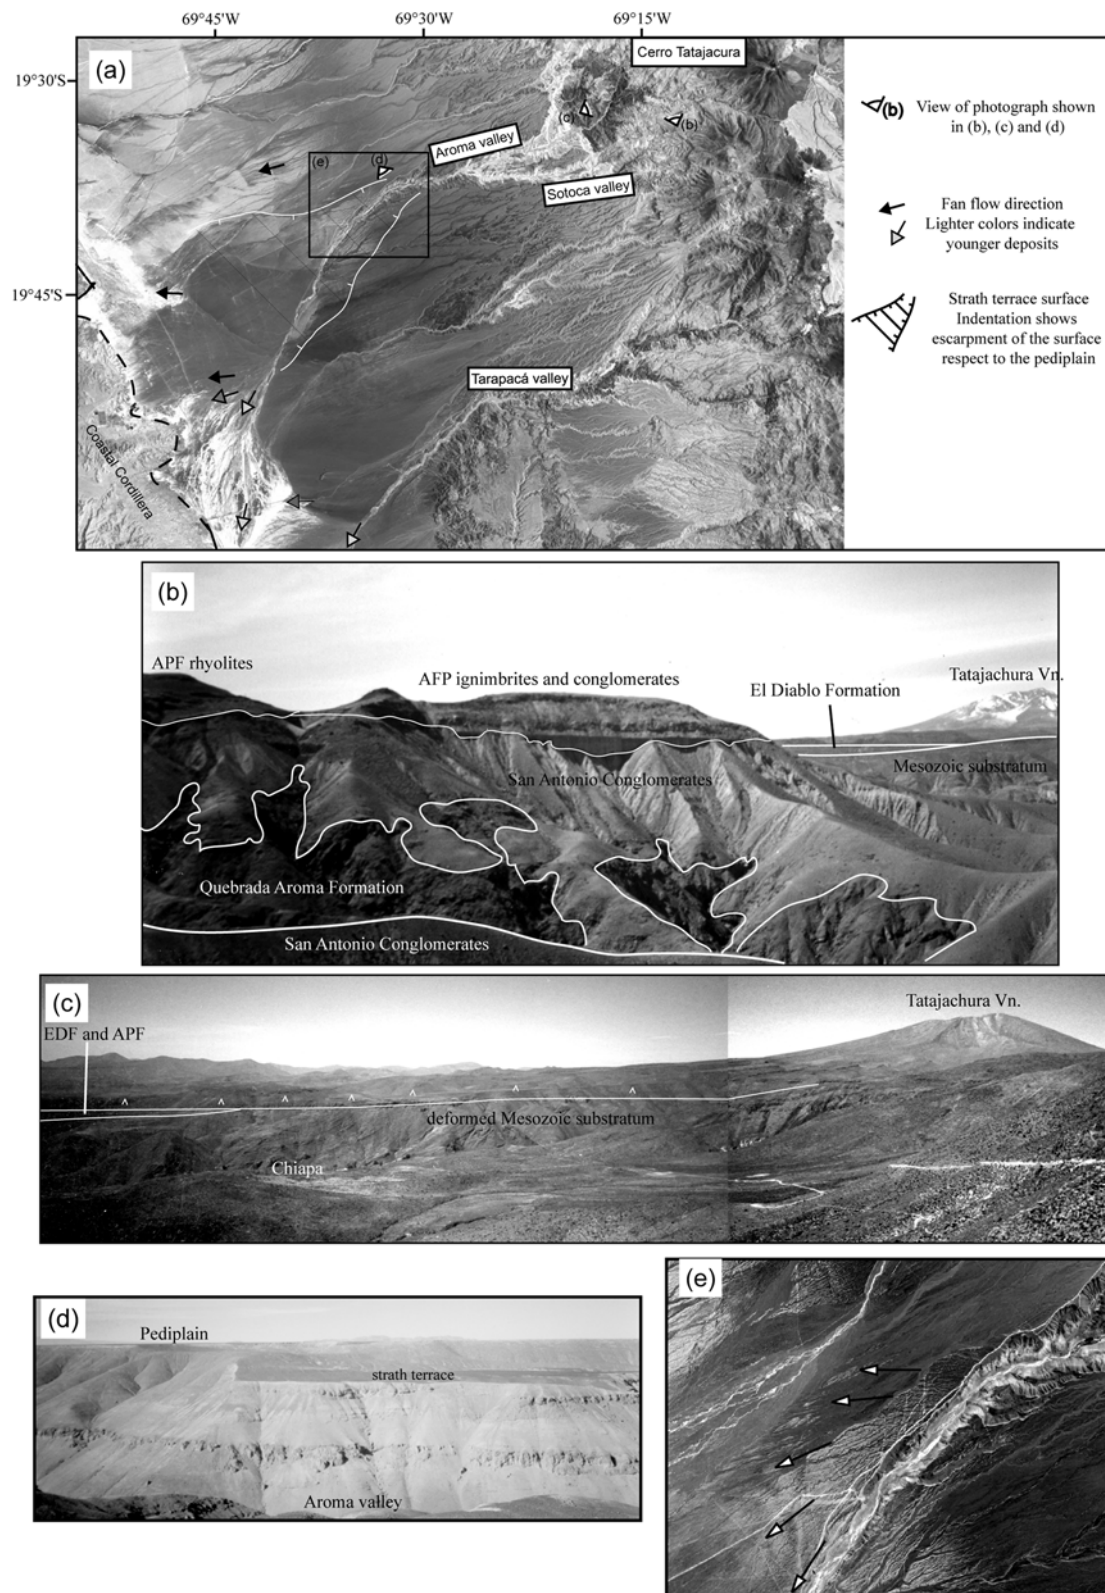 69°45'W
69°30'W
69°15'W
19°30'S
19°45'S
(a)
Cerro Tatajacura
(c)
(b)
Aroma valley
(e)
(d)
Sotoca valley
Tarapacá valley
Coastal Cordillera
(b)
View of photograph shown
in (b), (c) and (d)
Fan flow direction
Lighter colors indicate
younger deposits
Strath terrace surface
Indentation shows
escarpment of the surface
respect to the pediplain
(b)
APF rhyolites
AFP ignimbrites and conglomerates
El Diablo Formation
Tatajachura Vn.
San Antonio Conglomerates
Mesozoic substratum
Quebrada Aroma Formation
San Antonio Conglomerates
(c)
Tatajachura Vn.
EDF and APF
deformed Mesozoic substratum
Chiapa
(d)
Pediplain
strath terrace
Aroma valley
(e)